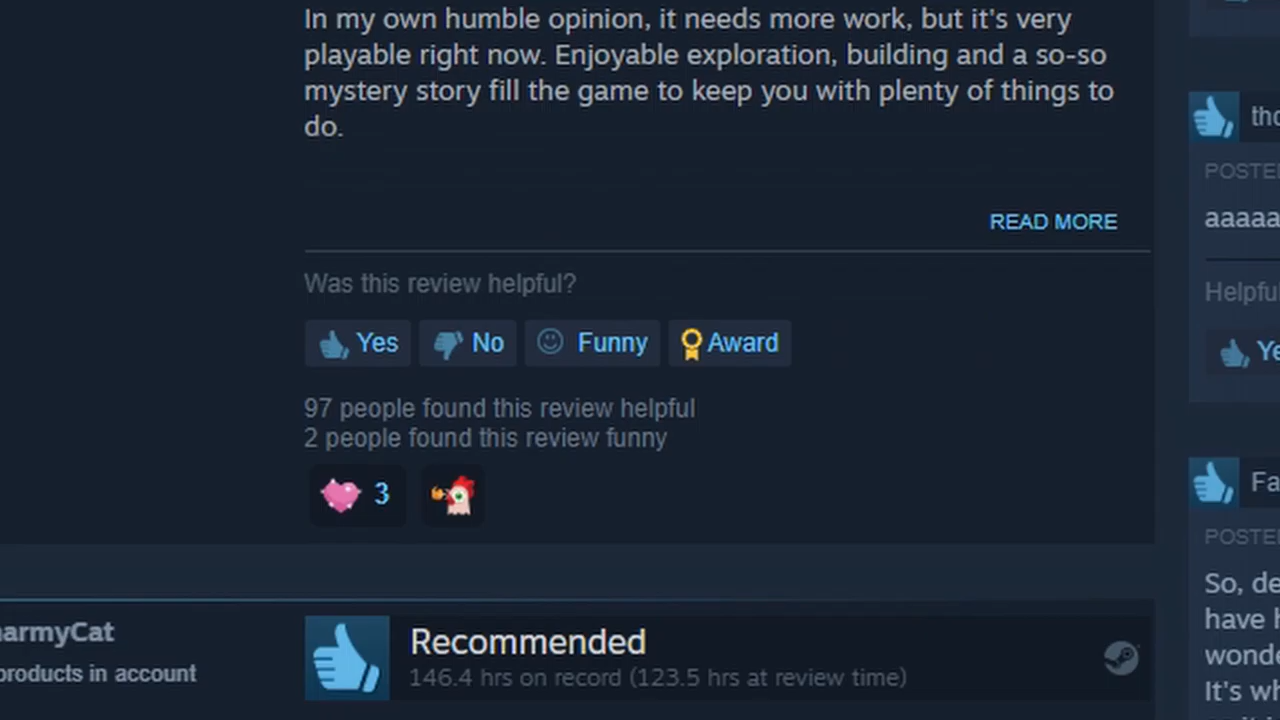 In my own humble opinion, it needs more work, but it's very
playable right now. Enjoyable exploration, building and a so-so
mystery story fill the game to keep you with plenty of things to
do.
READ MORE
Was this review helpful?
Yes No Funny Award
97 people found this review helpful
2 people found this review funny
3
armyCat
products in account
Recommended
146.4 hrs on record (123.5 hrs at review time)
POSTE
aaaaa
Helpful
Ye
Fa
POSTE
So, de
have
wonde
It's wh